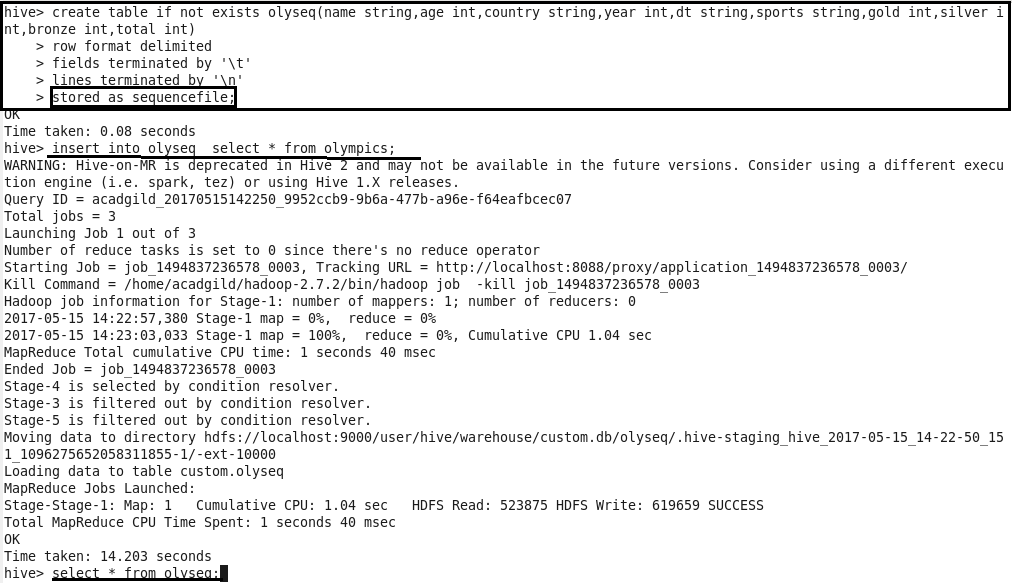 hive> create table if not exists olyseq(name string,age int,country string,year int,dt string,sports string,gold int,silver i
nt,bronze int,total int)
    > row format delimited
    > fields terminated by '\t'
    > lines terminated by '\n'
    > stored as sequencefile;
OK
Time taken: 0.08 seconds
hive> insert into olyseq  select * from olympics;
WARNING: Hive-on-MR is deprecated in Hive 2 and may not be available in the future versions. Consider using a different execu
tion engine (i.e. spark, tez) or using Hive 1.X releases.
Query ID = acadgild_20170515142250_9952ccb9-9b6a-477b-a96e-f64eafbcec07
Total jobs = 3
Launching Job 1 out of 3
Number of reduce tasks is set to 0 since there's no reduce operator
Starting Job = job_1494837236578_0003, Tracking URL = http://localhost:8088/proxy/application_1494837236578_0003/
Kill Command = /home/acadgild/hadoop-2.7.2/bin/hadoop job  -kill job_1494837236578_0003
Hadoop job information for Stage-1: number of mappers: 1; number of reducers: 0
2017-05-15 14:22:57,380 Stage-1 map = 0%,  reduce = 0%
2017-05-15 14:23:03,033 Stage-1 map = 100%,  reduce = 0%, Cumulative CPU 1.04 sec
MapReduce Total cumulative CPU time: 1 seconds 40 msec
Ended Job = job_1494837236578_0003
Stage-4 is selected by condition resolver.
Stage-3 is filtered out by condition resolver.
Stage-5 is filtered out by condition resolver.
Moving data to directory hdfs://localhost:9000/user/hive/warehouse/custom.db/olyseq/.hive-staging_hive_2017-05-15_14-22-50_15
1_1096275652058311855-1/-ext-10000
Loading data to table custom.olyseq
MapReduce Jobs Launched:
Stage-Stage-1: Map: 1   Cumulative CPU: 1.04 sec   HDFS Read: 523875 HDFS Write: 619659 SUCCESS
Total MapReduce CPU Time Spent: 1 seconds 40 msec
OK
Time taken: 14.203 seconds
hive> select * from olyseq;